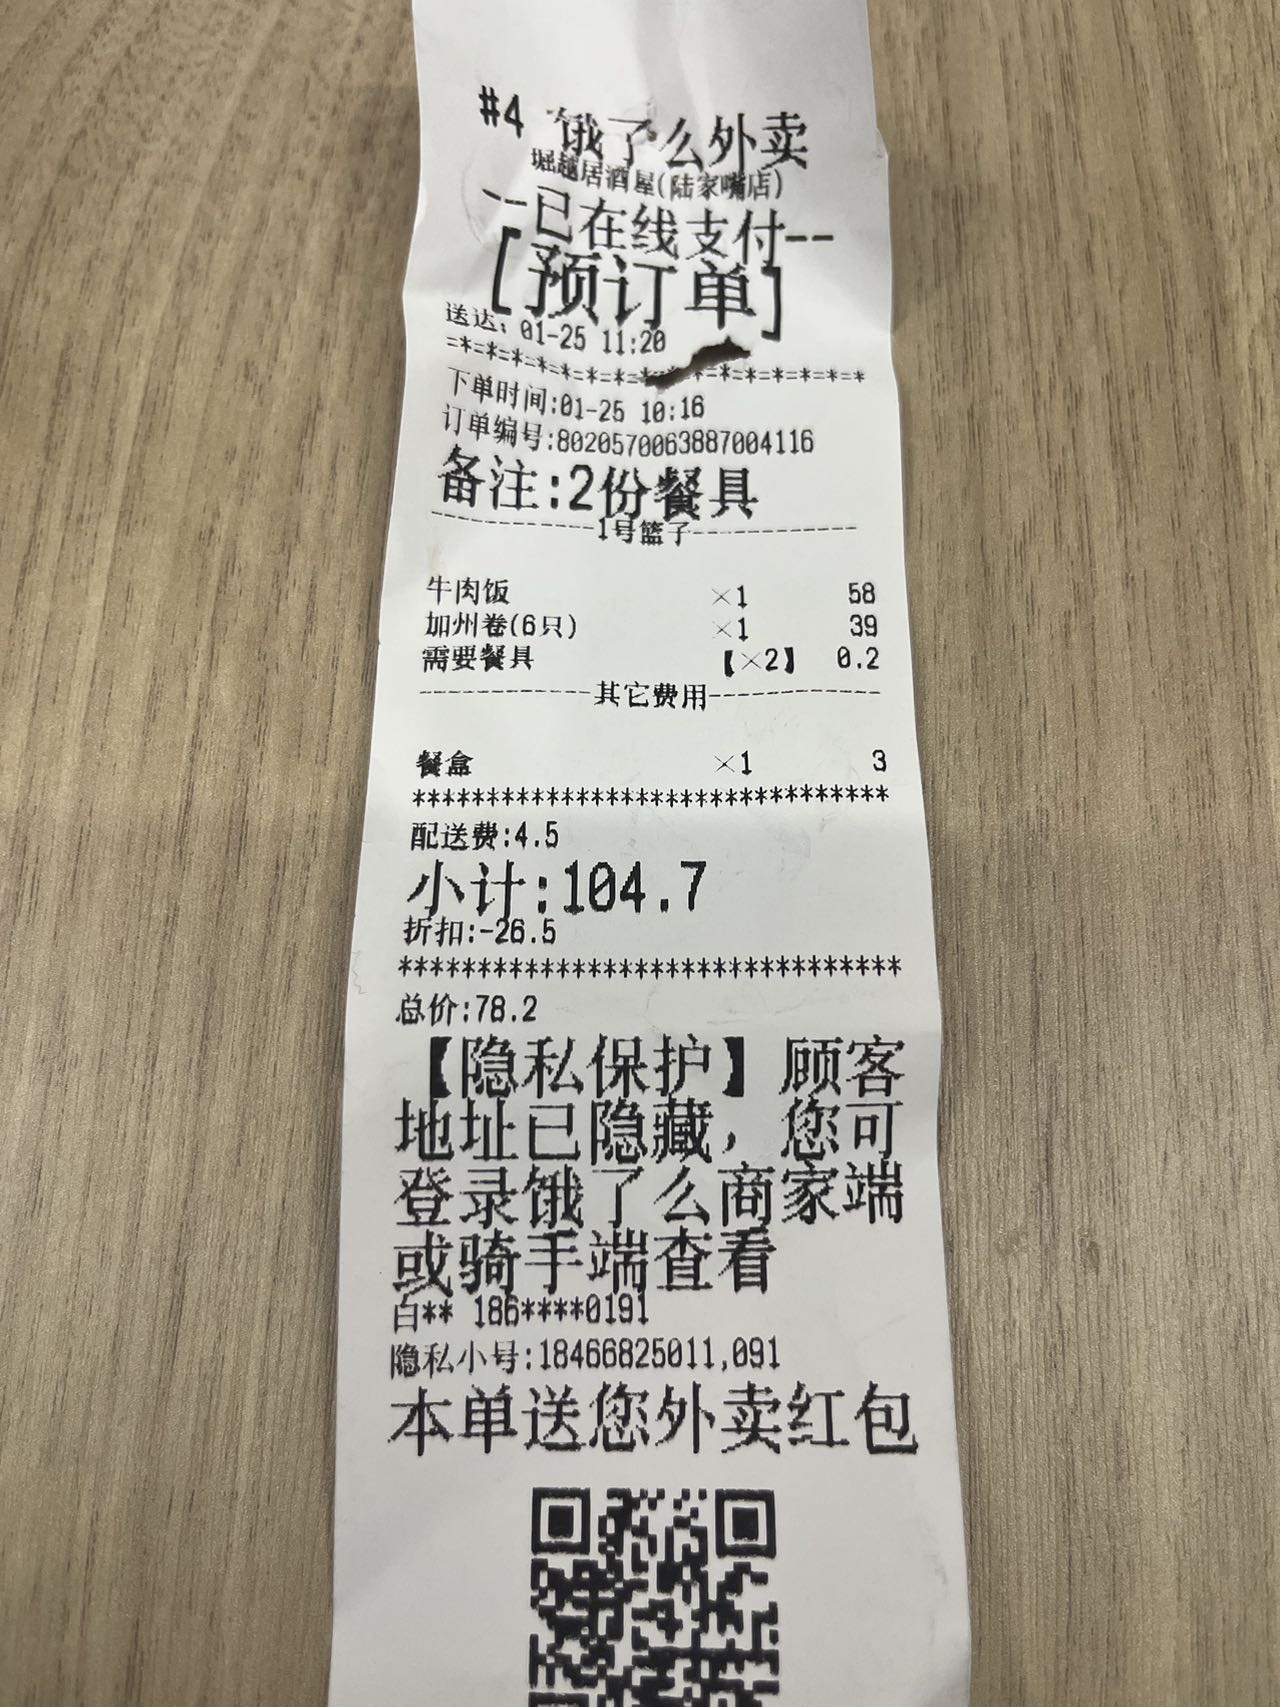 #4 饿了么外卖
堀越居酒屋(陆家嘴店)
--已在线支付--
[预订单]
送达: 01-25 11:20
=*=*=*=*=*=*=*=*=*=*=*=*=*=*=*=*
下单时间:01-25 10:16
订单编号:8020570063887004116
备注:2份餐具
------------1号篮子------------
牛肉饭 ×1 58
加州卷(6只) ×1 39
需要餐具 【×2】 0.2
------------其它费用------------
餐盒 ×1 3
********************************
配送费:4.5
小计:104.7
折扣:-26.5
********************************
总价:78.2
【隐私保护】顾客
地址已隐藏，您可
登录饿了么商家端
或骑手端查看
白** 186****0191
隐私小号:18466825011,091
本单送您外卖红包